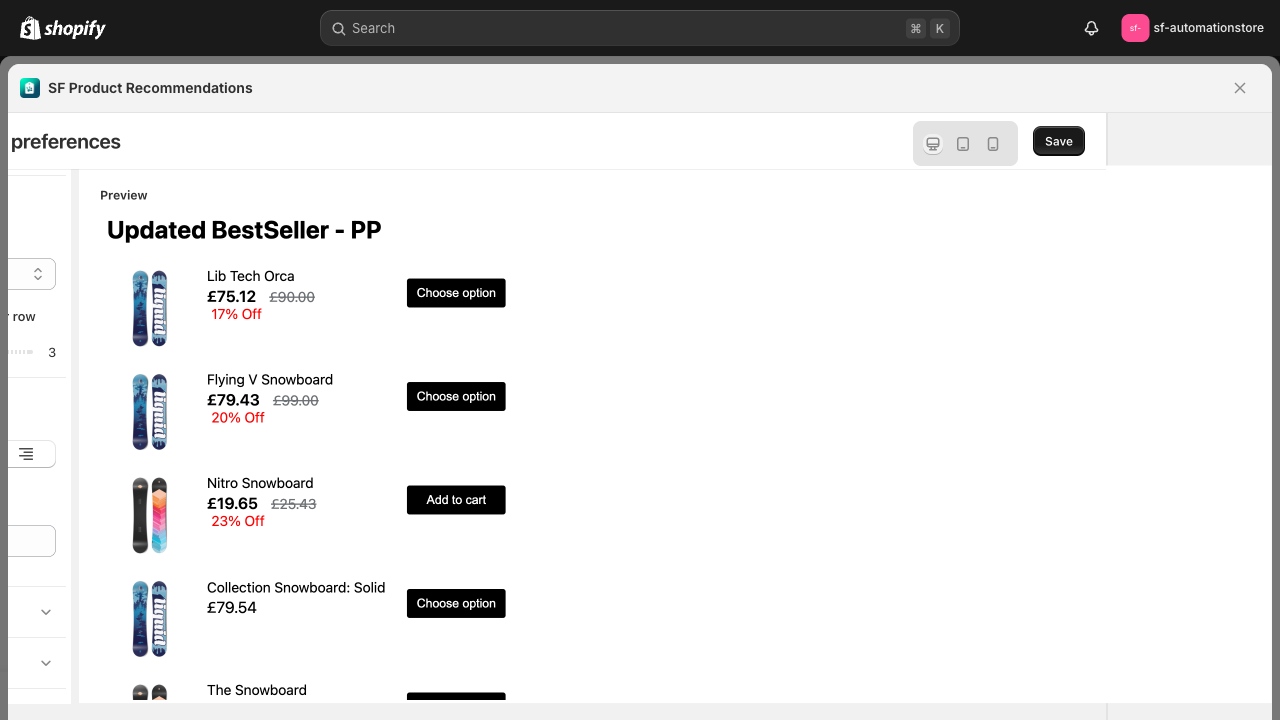 shopify
Search
⌘ K
sf-
sf-automationstore
SF Product Recommendations
preferences
Save
row
3
Preview
Updated BestSeller - PP
Lib Tech Orca
£75.12 £90.00
17% Off
Choose option
Flying V Snowboard
£79.43 £99.00
20% Off
Choose option
Nitro Snowboard
£19.65 £25.43
23% Off
Add to cart
Collection Snowboard: Solid
£79.54
Choose option
The Snowboard